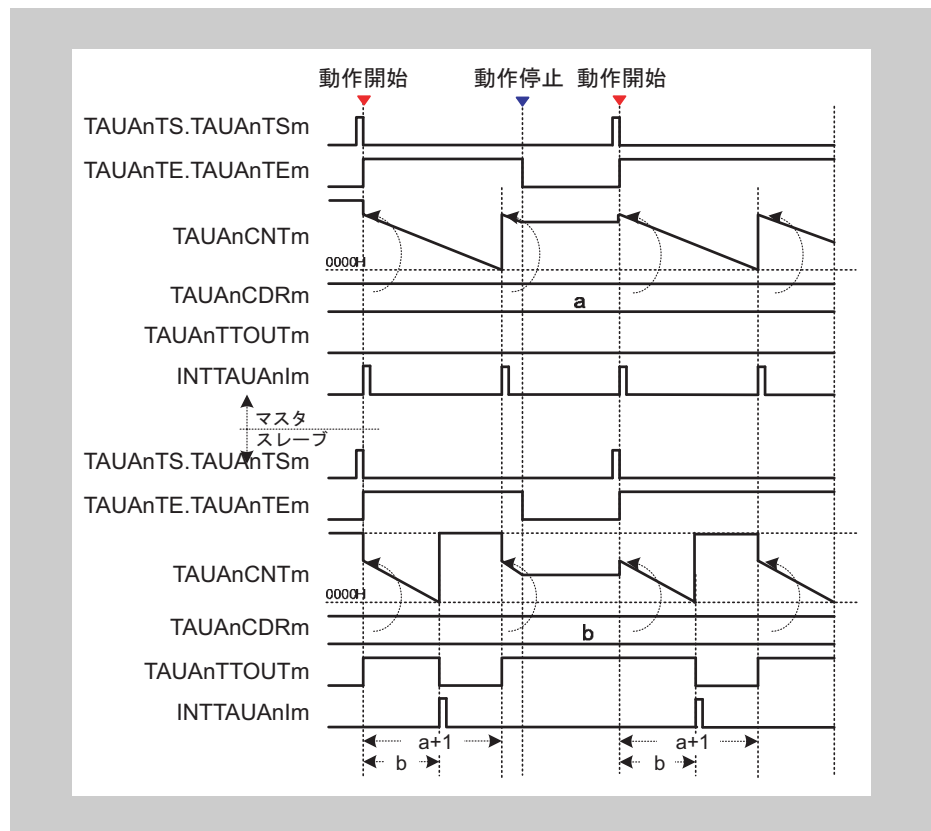 動作開始 動作停止 動作開始
TAUAnTS.TAUAnTSm
TAUAnTE.TAUAnTEm
TAUAnCNTm
0000H
TAUAnCDRm
a
TAUAnTTOUTm
INTTAUAnIm
マスタ
スレーブ
TAUAnTS.TAUAnTSm
TAUAnTE.TAUAnTEm
TAUAnCNTm
0000H
TAUAnCDRm
b
TAUAnTTOUTm
INTTAUAnIm
a+1 a+1
b b